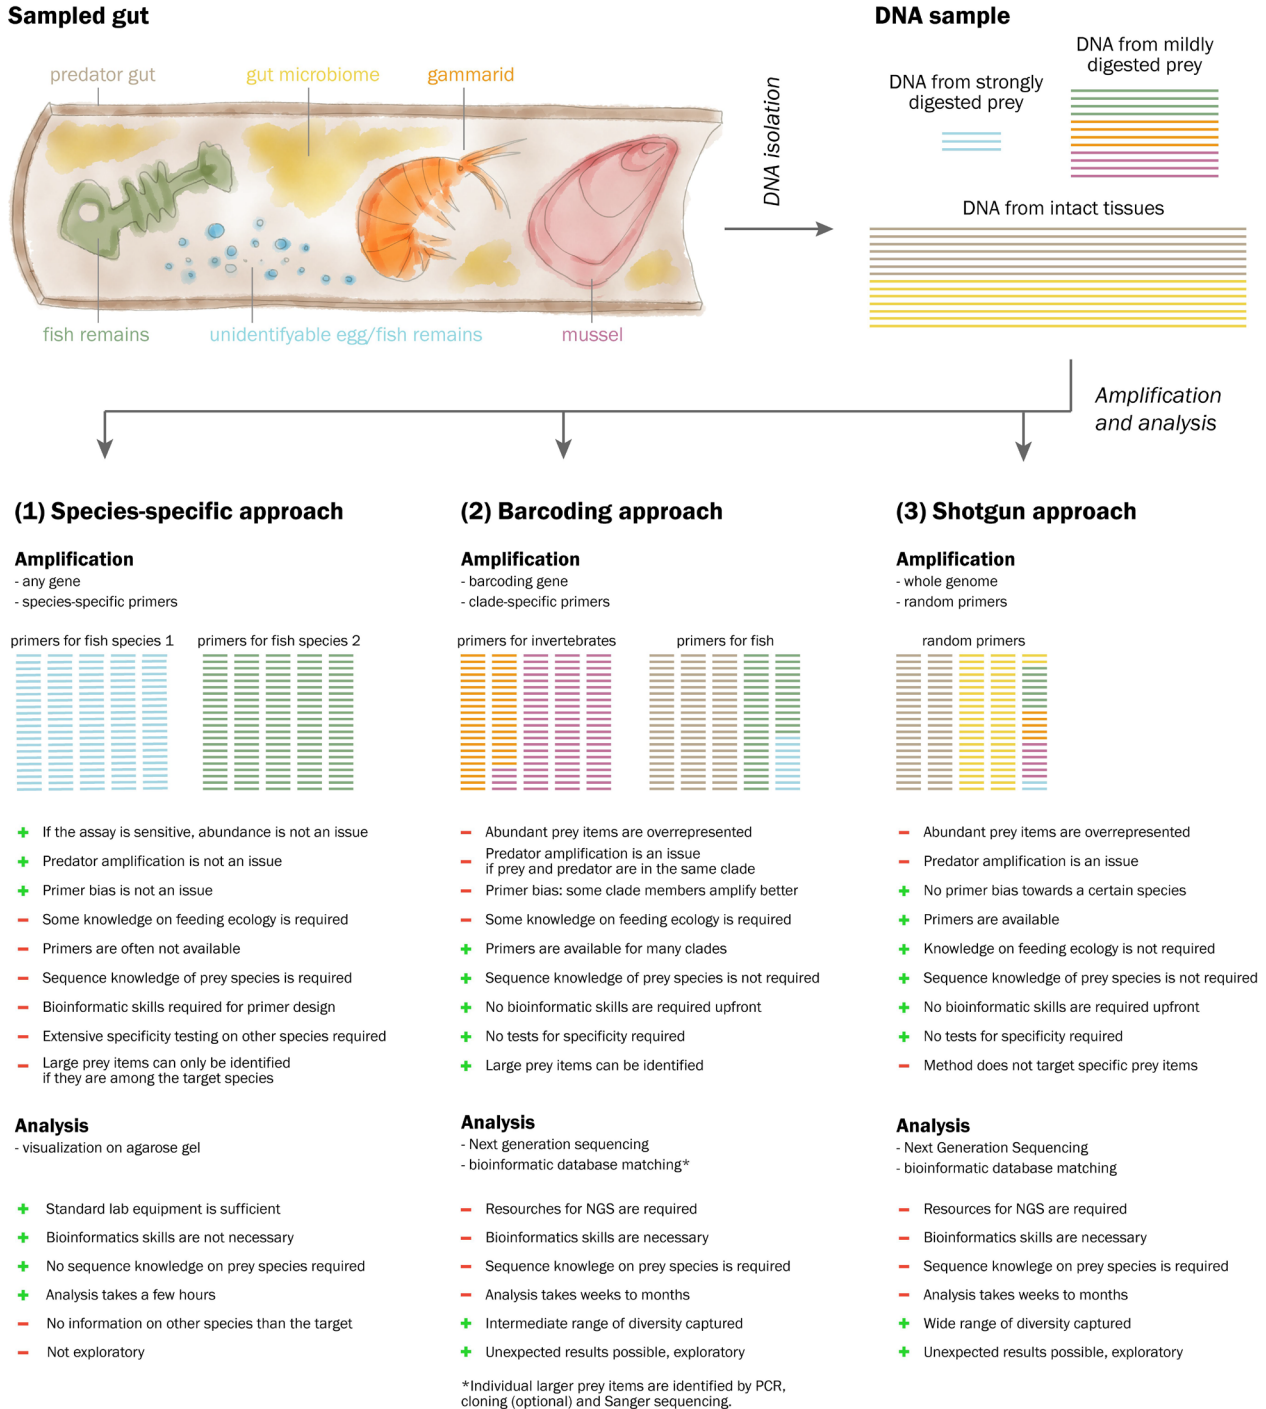 Sampled gut
DNA sample
predator gut
gut microbiome
gammarid
fish remains
unidentifyable egg/fish remains
mussel
DNA isolation
DNA from strongly
digested prey
DNA from mildly
digested prey
DNA from intact tissues
Amplification
and analysis
(1) Species-specific approach
Amplification
- any gene
- species-specific primers
primers for fish species 1
primers for fish species 2
+ If the assay is sensitive, abundance is not an issue
+ Predator amplification is not an issue
+ Primer bias is not an issue
− Some knowledge on feeding ecology is required
− Primers are often not available
− Sequence knowledge of prey species is required
− Bioinformatic skills required for primer design
− Extensive specificity testing on other species required
− Large prey items can only be identified
if they are among the target species
Analysis
- visualization on agarose gel
+ Standard lab equipment is sufficient
+ Bioinformatics skills are not necessary
+ No sequence knowledge on prey species required
+ Analysis takes a few hours
− No information on other species than the target
− Not exploratory
(2) Barcoding approach
Amplification
- barcoding gene
- clade-specific primers
primers for invertebrates
primers for fish
− Abundant prey items are overrepresented
− Predator amplification is an issue
if prey and predator are in the same clade
− Primer bias: some clade members amplify better
− Some knowledge on feeding ecology is required
+ Primers are available for many clades
+ Sequence knowledge of prey species is not required
+ No bioinformatic skills are required upfront
+ No tests for specificity required
+ Large prey items can be identified
Analysis
- Next generation sequencing
- bioinformatic database matching*
− Resourches for NGS are required
− Bioinformatics skills are necessary
− Sequence knowlege on prey species is required
− Analysis takes weeks to months
+ Intermediate range of diversity captured
+ Unexpected results possible, exploratory
*Individual larger prey items are identified by PCR,
cloning (optional) and Sanger sequencing.
(3) Shotgun approach
Amplification
- whole genome
- random primers
random primers
− Abundant prey items are overrepresented
− Predator amplification is an issue
+ No primer bias towards a certain species
+ Primers are available
+ Knowledge on feeding ecology is not required
+ Sequence knowledge of prey species is not required
+ No bioinformatic skills are required upfront
+ No tests for specificity required
− Method does not target specific prey items
Analysis
- Next Generation Sequencing
- bioinformatic database matching
− Resources for NGS are required
− Bioinformatics skills are necessary
− Sequence knowlege on prey species is required
− Analysis takes weeks to months
+ Wide range of diversity captured
+ Unexpected results possible, exploratory